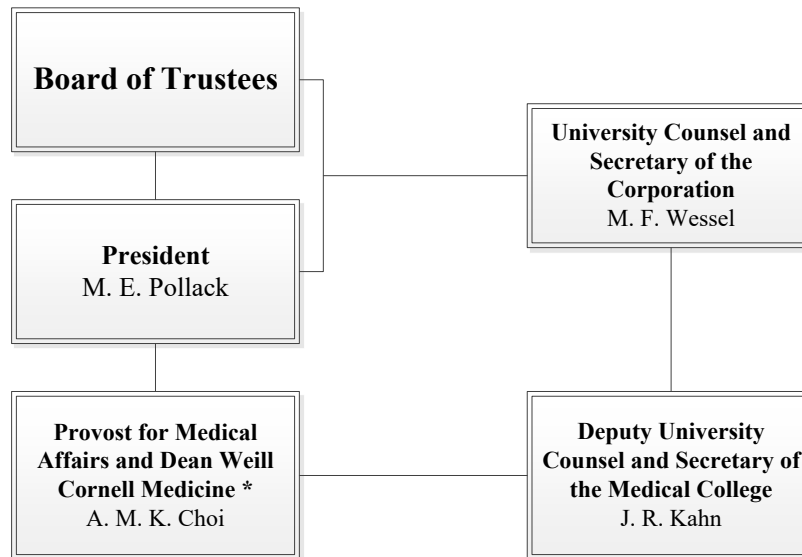 Board of Trustees
University Counsel and
Secretary of the
Corporation
M. F. Wessel
President
M. E. Pollack
Provost for Medical
Affairs and Dean Weill
Cornell Medicine *
A. M. K. Choi
Deputy University
Counsel and Secretary of
the Medical College
J. R. Kahn